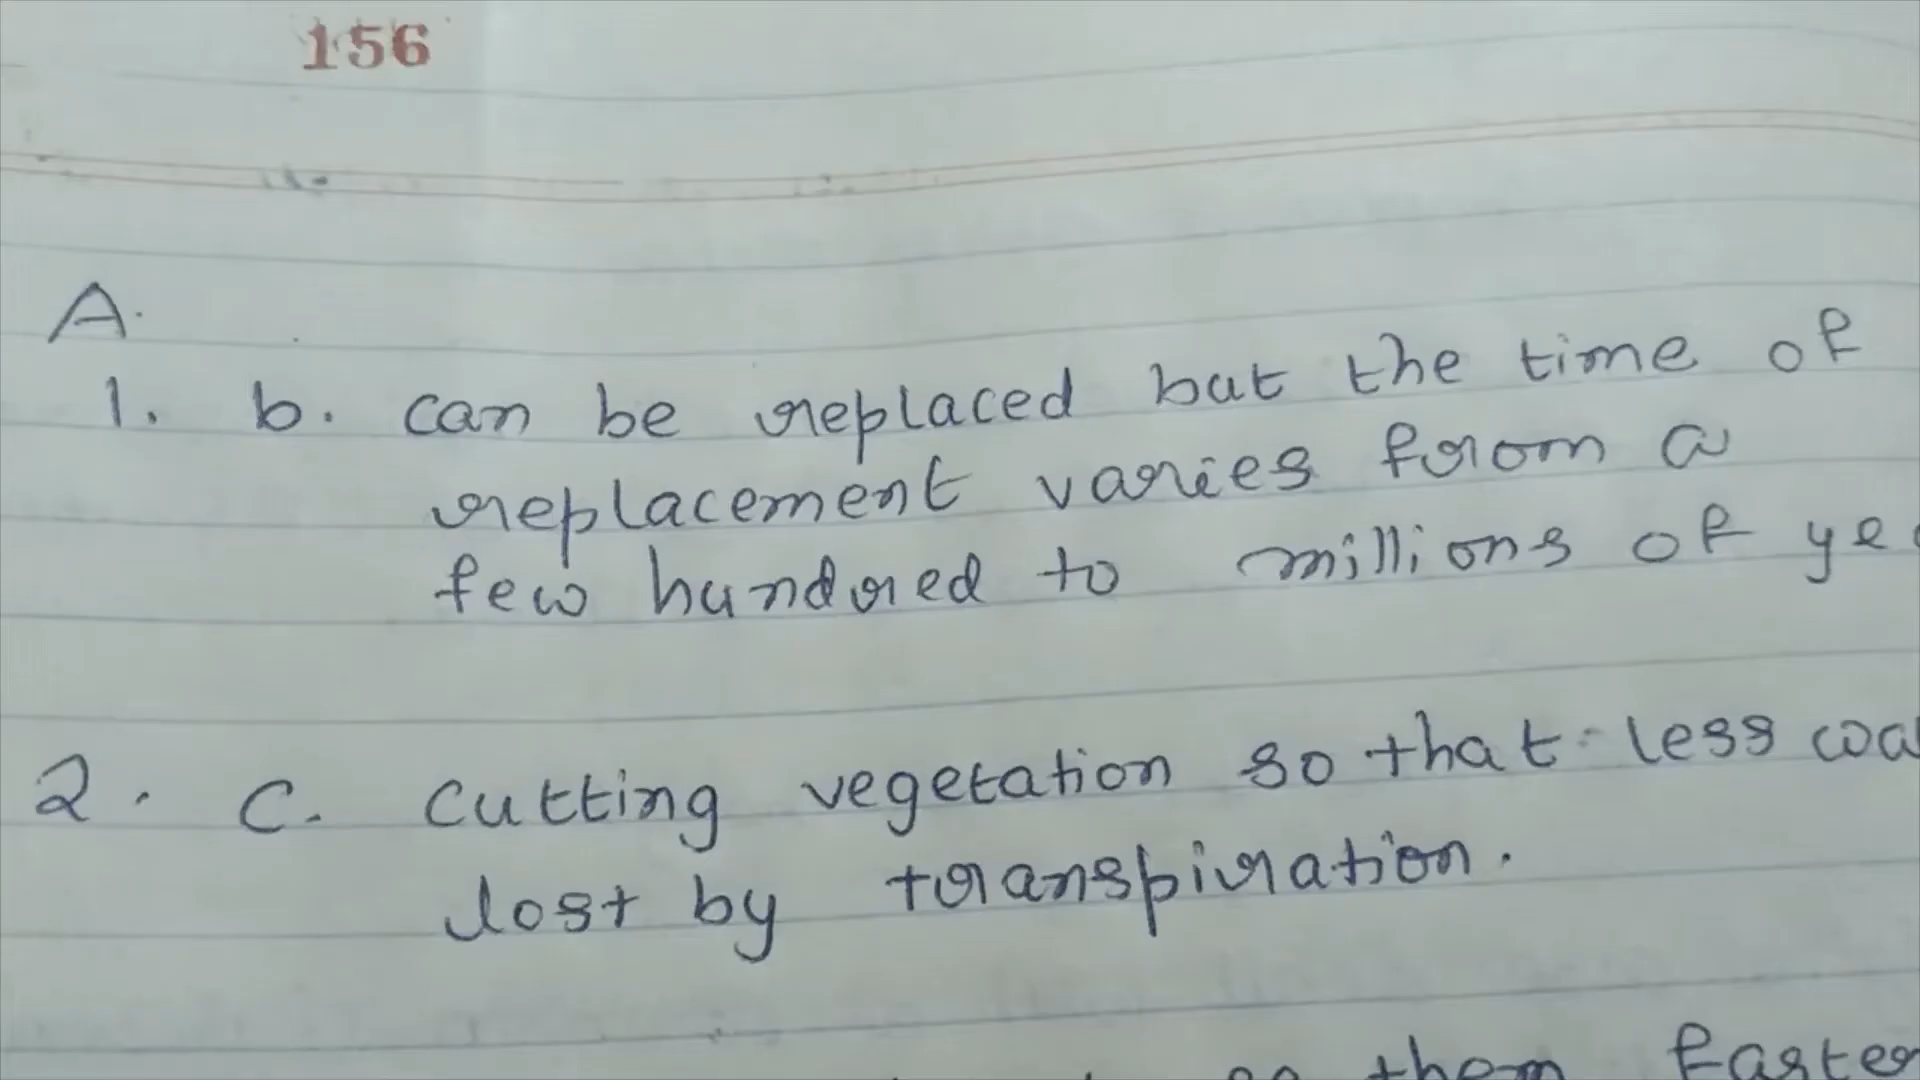 156
A.
1. b. can be replaced but the time of
replacement varies from a
few hundred to millions of
2. C. cutting vegetation so that less
lost by transpiration.
them